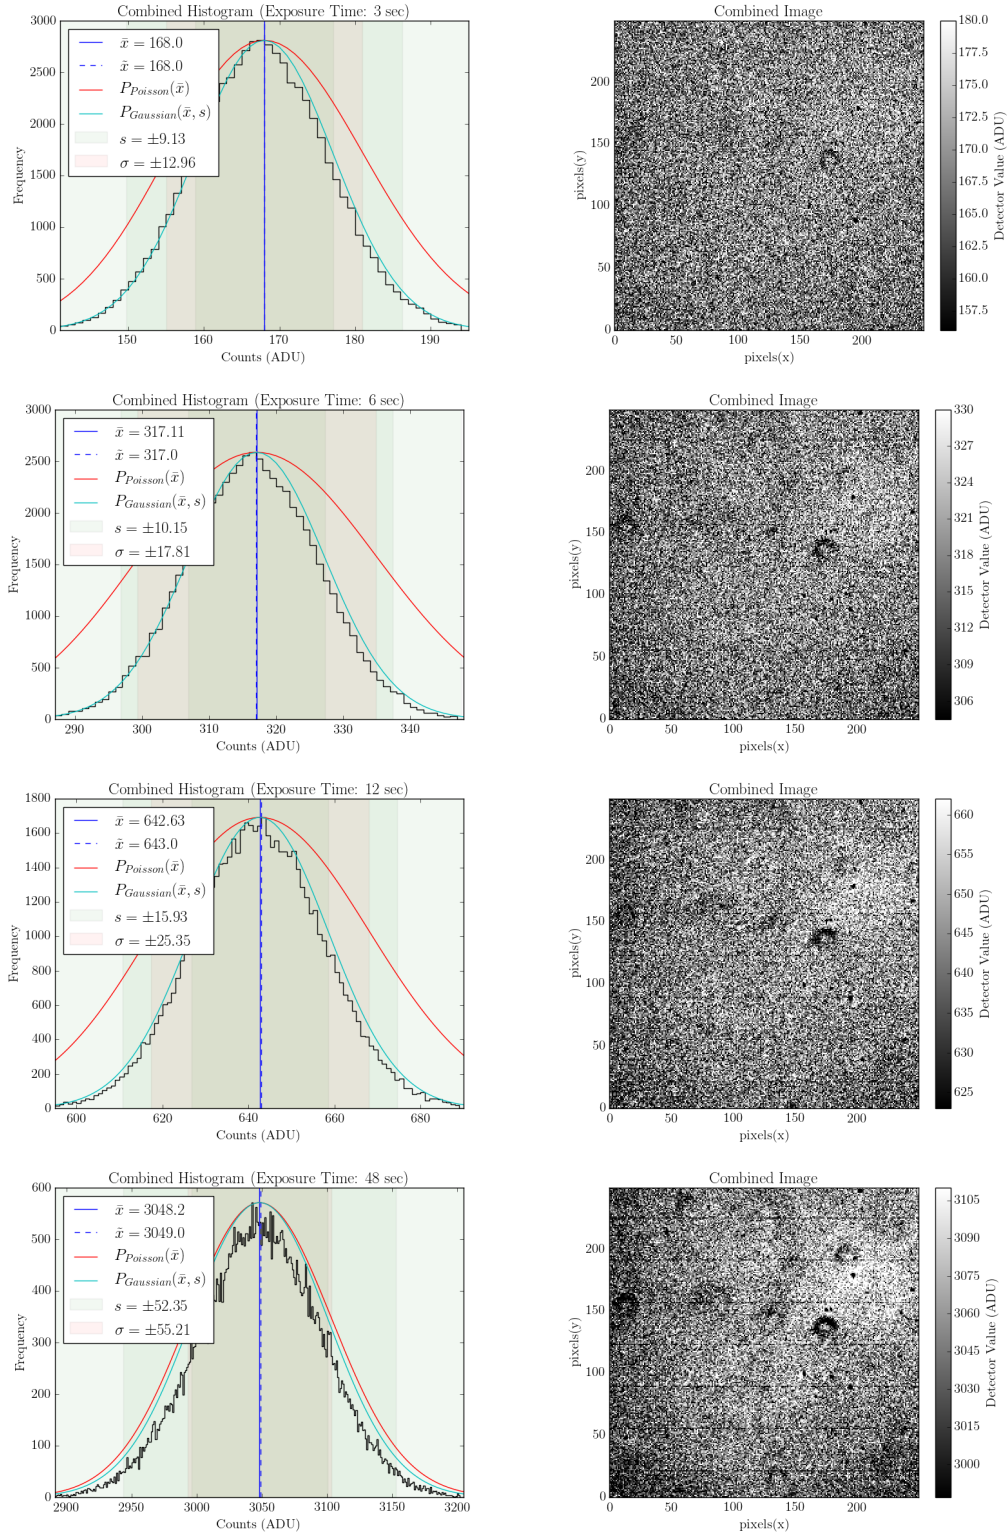 Combined Histogram (Exposure Time: 3 sec)
x̄ = 168.0
x̃ = 168.0
P_Poisson(x̄)
P_Gaussian(x̄, s)
s = ±9.13
σ = ±12.96
3000
2500
2000
1500
1000
500
0
Frequency
150 160 170 180 190
Counts (ADU)
Combined Image
200
150
100
50
0
pixels(y)
0 50 100 150 200
pixels(x)
180.0
177.5
175.0
172.5
170.0
167.5
165.0
162.5
160.0
157.5
Detector Value (ADU)
Combined Histogram (Exposure Time: 6 sec)
x̄ = 317.11
x̃ = 317.0
P_Poisson(x̄)
P_Gaussian(x̄, s)
s = ±10.15
σ = ±17.81
3000
2500
2000
1500
1000
500
0
Frequency
290 300 310 320 330 340
Counts (ADU)
Combined Image
200
150
100
50
0
pixels(y)
0 50 100 150 200
pixels(x)
330
327
324
321
318
315
312
309
306
Detector Value (ADU)
Combined Histogram (Exposure Time: 12 sec)
x̄ = 642.63
x̃ = 643.0
P_Poisson(x̄)
P_Gaussian(x̄, s)
s = ±15.93
σ = ±25.35
1800
1600
1400
1200
1000
800
600
400
200
0
Frequency
600 620 640 660 680
Counts (ADU)
Combined Image
200
150
100
50
0
pixels(y)
0 50 100 150 200
pixels(x)
660
655
650
645
640
635
630
625
Detector Value (ADU)
Combined Histogram (Exposure Time: 48 sec)
x̄ = 3048.2
x̃ = 3049.0
P_Poisson(x̄)
P_Gaussian(x̄, s)
s = ±52.35
σ = ±55.21
600
500
400
300
200
100
0
Frequency
2900 2950 3000 3050 3100 3150 3200
Counts (ADU)
Combined Image
200
150
100
50
0
pixels(y)
0 50 100 150 200
pixels(x)
3105
3090
3075
3060
3045
3030
3015
3000
Detector Value (ADU)